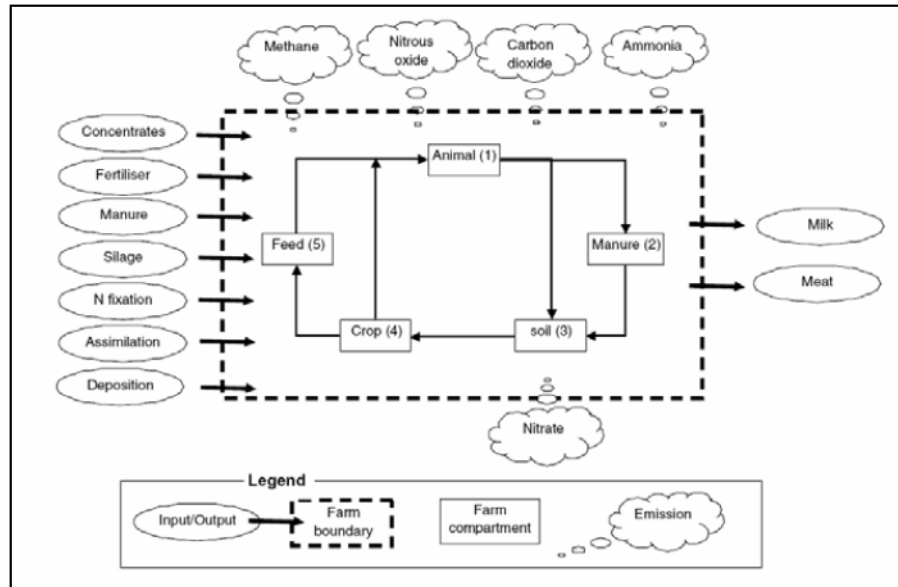 Methane
Nitrous
oxide
Carbon
dioxide
Ammonia
Concentrates
Fertiliser
Manure
Silage
N fixation
Assimilation
Deposition
Animal (1)
Feed (5)
Manure (2)
Crop (4)
soil (3)
Milk
Meat
Nitrate
Legend
Input/Output
Farm
boundary
Farm
compartment
Emission